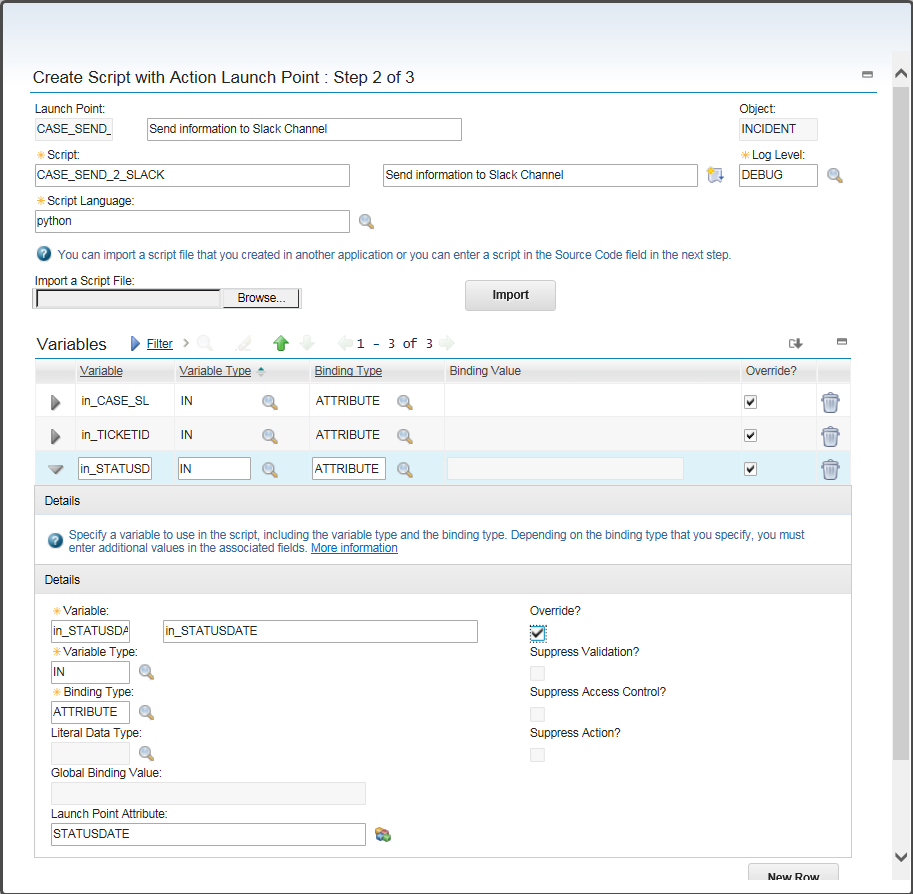 Create Script with Action Launch Point : Step 2 of 3
Launch Point: Object:
CASE_SEND_ Send information to Slack Channel INCIDENT
Script: Log Level:
CASE_SEND_2_SLACK Send information to Slack Channel DEBUG
Script Language:
python
You can import a script file that you created in another application or you can enter a script in the Source Code field in the next step.
Import a Script File:
Browse... Import
Variables Filter 1 - 3 of 3
Variable Variable Type Binding Type Binding Value Override?
in_CASE_SL IN ATTRIBUTE
in_TICKETID IN ATTRIBUTE
in_STATUSD IN ATTRIBUTE
Details
Specify a variable to use in the script, including the variable type and the binding type. Depending on the binding type that you specify, you must
enter additional values in the associated fields. More information
Details
Variable: Override?
in_STATUSDA in_STATUSDATE
Variable Type: Suppress Validation?
IN
Binding Type: Suppress Access Control?
ATTRIBUTE
Literal Data Type: Suppress Action?
Global Binding Value:
Launch Point Attribute:
STATUSDATE
New Row